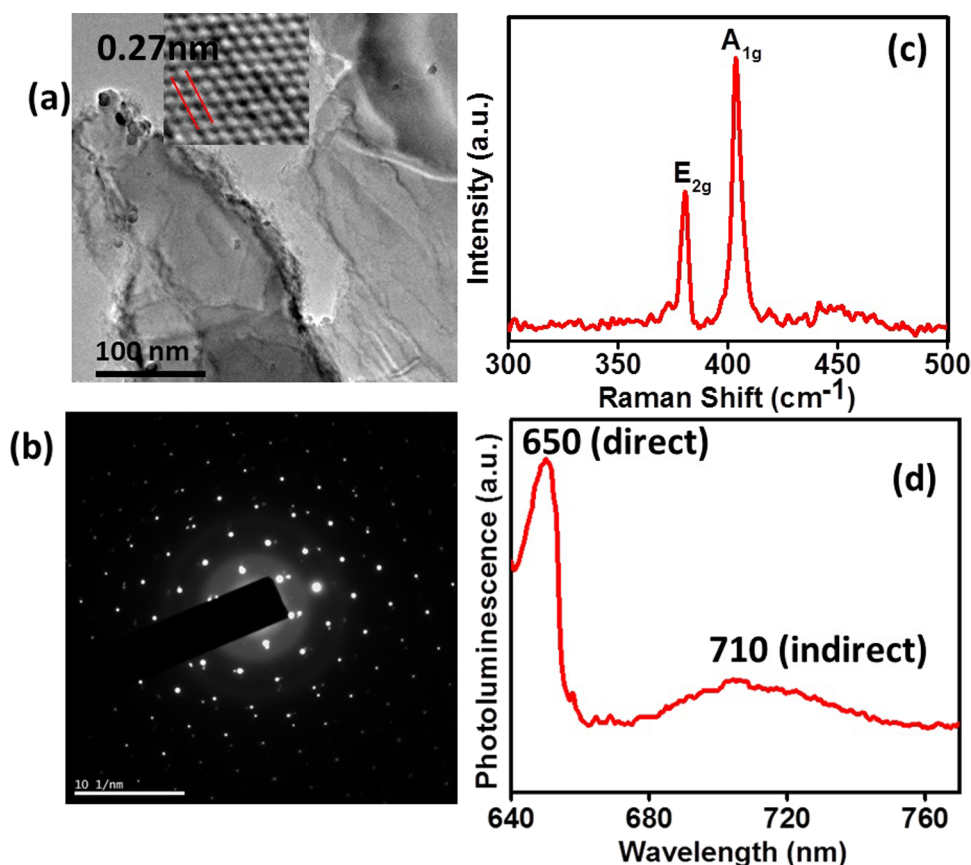 (a)
0.27nm
100 nm
(b)
10 1/nm
(c)
A1g
E2g
Intensity (a.u.)
300 350 400 450 500
Raman Shift (cm-1)
(d)
650 (direct)
710 (indirect)
Photoluminescence (a.u.)
640 680 720 760
Wavelength (nm)